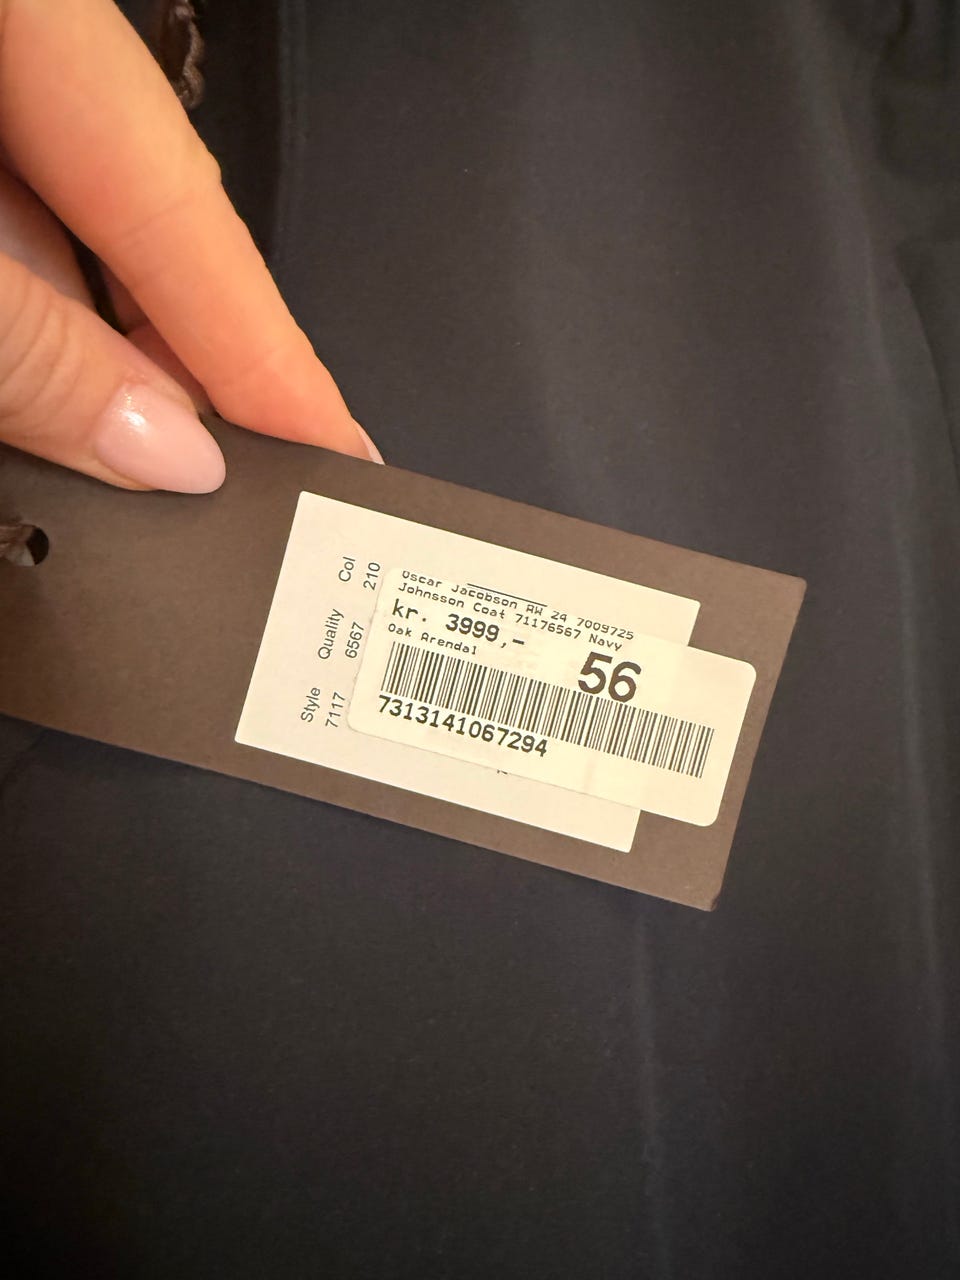 Style Quality Col
7117 6567 210
Oscar Jacobson AW 24 7009725
Johnsson Coat 71176567 Navy
kr. 3999,-
Oak Arendal
56
7313141067294